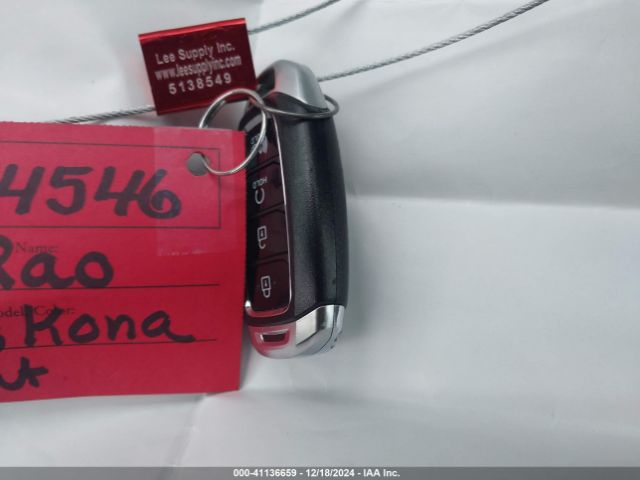 Lee Supply Inc.
www.leesupplyinc.com
5138549
4546
Name:
Rao
Model/Color:
Kona
HOLD
000-41136659 - 12/18/2024 - IAA Inc.